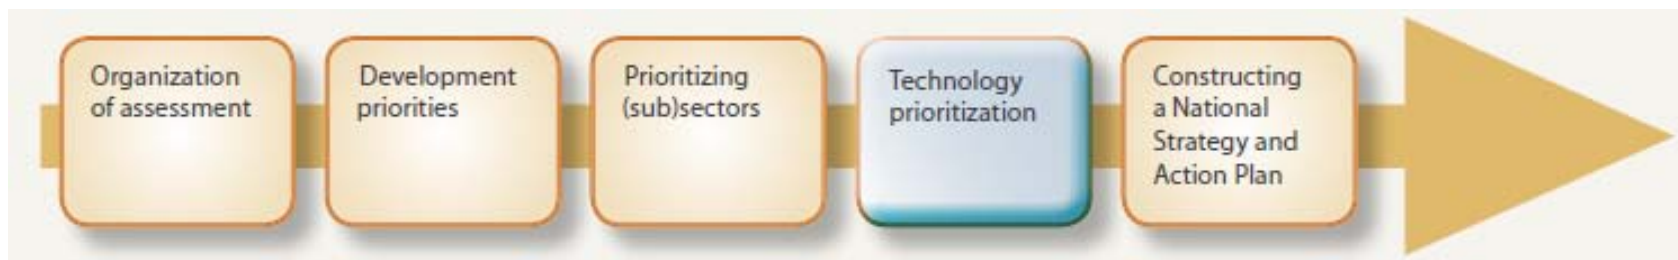 Organization
of assessment
Development
priorities
Prioritizing
(sub)sectors
Technology
prioritization
Constructing
a National
Strategy and
Action Plan